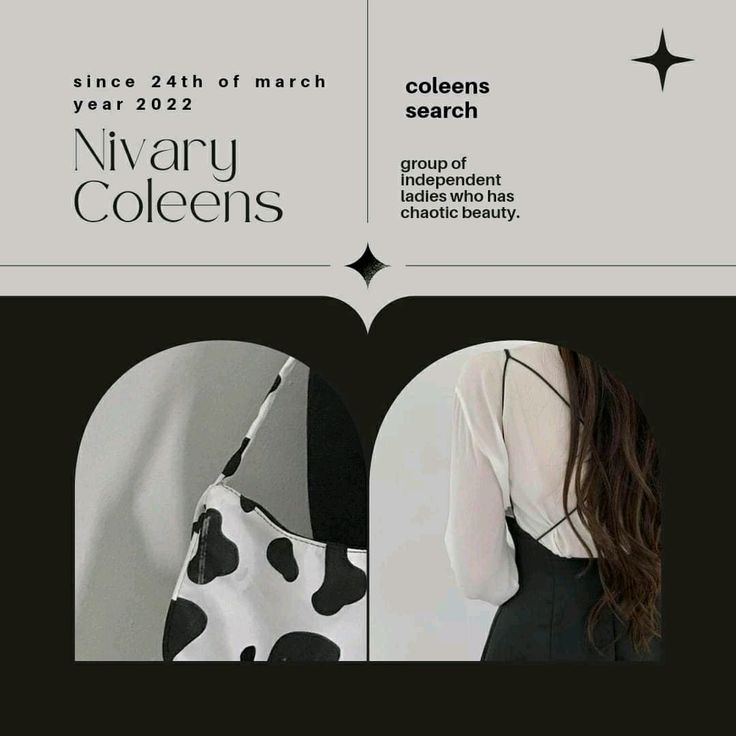 since 24th of march
year 2022
Nivary
Coleens
coleens
search
group of
independent
ladies who has
chaotic beauty.